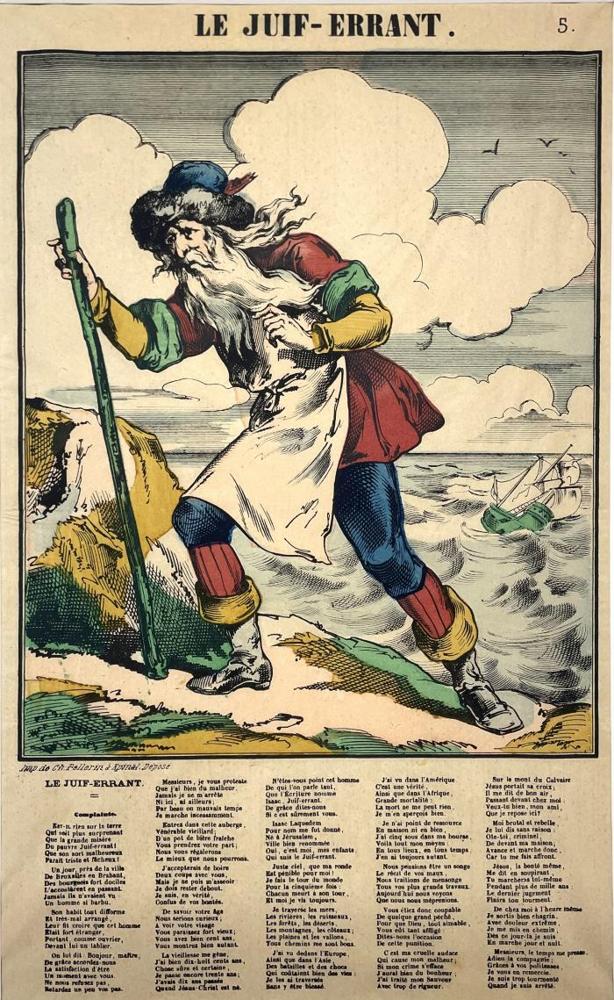 LE JUIF-ERRANT.
5.
Imp de Ch. Pellerin à Epinal. Déposé
LE JUIF-ERRANT.
Complainte.
EST-IL rien sur la terre
Qui soit plus surprenant
Que la grande misère
Du pauvre Juif-errant!
Que son sort malheureux
Paraît triste et fâcheux!
Un jour, près de la ville
De Bruxelles en Brabant,
Des bourgeois fort dociles
L'accostèrent en passant.
Jamais ils n'avaient vu
Un homme si barbu.
Son habit tout difforme
Et très-mal arrangé,
Leur fit croire que cet homme
Etait fort étranger,
Portant, comme ouvrier,
Devant lui un tablier.
On lui dit: Bonjour, maître,
De grâce accordez-nous
La satisfaction d'être
Un moment avec vous.
Ne nous refusez pas,
Retardez un peu vos pas.
Messieurs, je vous proteste
Que j'ai bien du malheur.
Jamais je ne m'arrête
Ni ici, ni ailleurs;
Par beau ou mauvais temps
Je marche incessamment.
Entrez dans cette auberge,
Vénérable vieillard;
D'un pot de bière fraîche
Vous prendrez votre part;
Nous vous régalerons
Le mieux que nous pourrons.
J'accepterais de boire
Deux coups avec vous,
Mais je ne puis m'asseoir
Je dois rester debout.
Je suis, en vérité,
Confus de vos bontés.
De savoir votre âge
Nous serions curieux;
A voir votre visage
Vous paraissez fort vieux;
Vous avez bien cent ans,
Vous montrez bien autant.
La vieillesse me gêne,
J'ai bien dix-huit cents ans,
Chose sûre et certaine,
Je passe encore trente ans;
J'avais dix ans passés
Quand Jésus-Christ est né.
N'êtes-vous point cet homme
De qui l'on parle tant,
Que l'Ecriture nomme
Isaac, Juif-errant.
De grâce dites-nous
Si c'est sûrement vous.
Isaac Laquedem
Pour nom me fut donné,
Né à Jérusalem,
Ville bien renommée;
Oui, c'est moi, mes enfants,
Qui suis le Juif-errant.
Juste ciel, que ma ronde
Est pénible pour moi!
Je fais le tour du monde
Pour la cinquième fois;
Chacun meurt à son tour,
Et moi je vis toujours.
Je traverse les mers,
Les rivières, les ruisseaux,
Les forêts, les déserts,
Les montagnes, les côteaux;
Les plaines et les vallons,
Tous chemins me sont bons.
J'ai vu dedans l'Europe,
Ainsi que dans l'Asie,
Des batailles et des chocs
Qui coûtaient bien des vies;
Je les ai traversés
Sans y être blessé.
J'ai vu dans l'Amérique
C'est une vérité,
Ainsi que dans l'Afrique,
Grande mortalité:
La mort ne me peut rien,
Je m'en aperçois bien.
Je n'ai point de ressource
En maison ni en bien,
J'ai cinq sous dans ma bourse,
Voilà tout mon moyen;
En tous lieux, en tous temps
J'en ai toujours autant.
Nous pensions être un songe
Le récit de vos maux,
Nous traitions de mensonge
Tous vos plus grands travaux.
Aujourd'hui nous voyons
Que nous nous méprenions.
Vous étiez donc coupable
De quelque grand péché,
Pour que Dieu, tout aimable,
Vous eût tant affligé:
Dites-nous l'occasion
De cette punition.
C'est ma cruelle audace
Qui cause mon malheur;
Si mon crime s'efface
J'aurai bien du bonheur;
J'ai traité mon Sauveur
Avec trop de rigueur.
Sur le mont du Calvaire
Jésus portait sa croix;
Il me dit de bon air,
Passant devant chez moi:
Veux-tu bien, mon ami,
Que je repose ici?
Moi brutal et rebelle,
Je lui dis sans raison:
Ote-toi, criminel,
De devant ma maison,
Avance et marche donc,
Car tu me fais affront.
Jésus, la bonté même,
Me dit en soupirant:
Tu marcheras toi-même
Pendant plus de mille ans:
Le dernier jugement
Finira ton tourment.
De chez moi à l'heure même
Je sortis bien chagrin,
Avec douleur extrême,
Je me mis en chemin,
Dès ce jour-là je suis
En marche jour et nuit.
Messieurs, le temps me presse,
Adieu la compagnie;
Grâces à vos politesses,
Je vous en remercie.
Je suis trop tourmenté
Quand je suis arrêté.